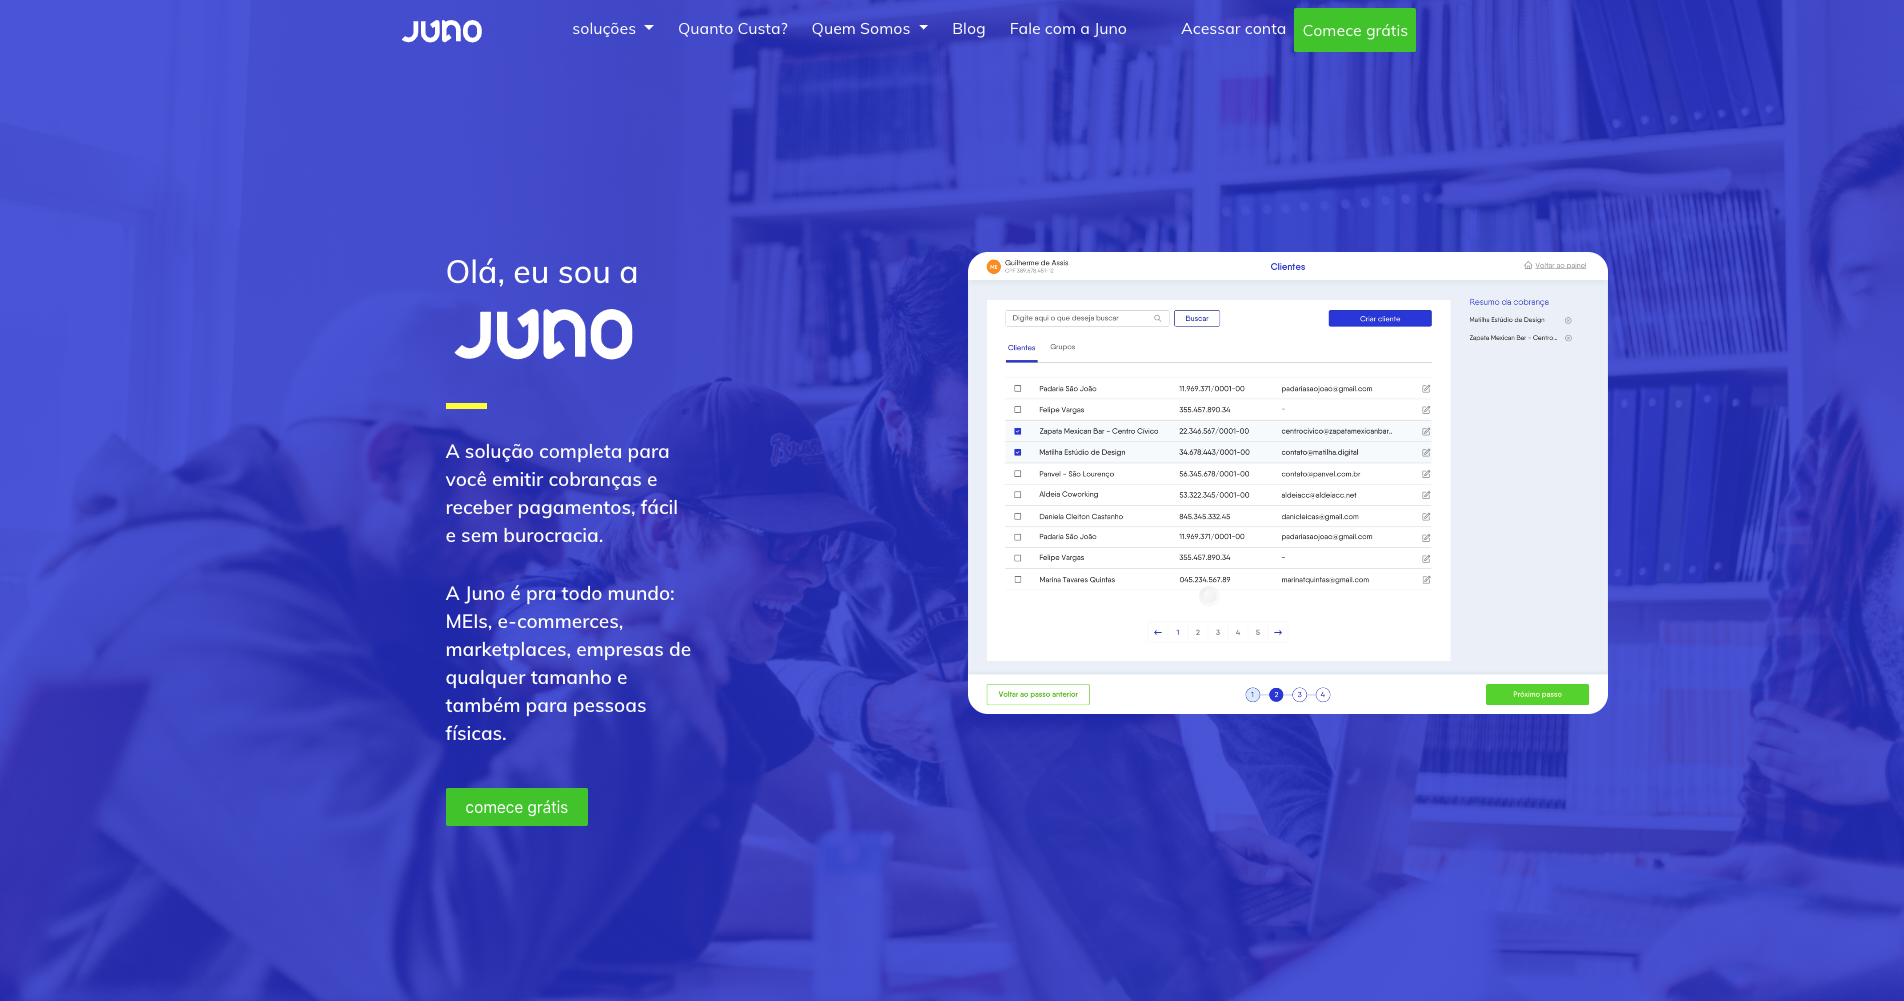 JUNO
soluções
Quanto Custa?
Quem Somos
Blog
Fale com a Juno
Acessar conta
Comece grátis
Olá, eu sou a
JUNO
A solução completa para
você emitir cobranças e
receber pagamentos, fácil
e sem burocracia.
A Juno é pra todo mundo:
MEIs, e-commerces,
marketplaces, empresas de
qualquer tamanho e
também para pessoas
físicas.
comece grátis
ME
Guilherme de Assis
CPF 389.678.451-12
Clientes
Voltar ao painel
Digite aqui o que deseja buscar
Buscar
Criar cliente
Clientes
Grupos
Padaria São João 11.969.371/0001-00 padariasaojoao@gmail.com
Felipe Vargas 355.457.890.34 -
Zapata Mexican Bar - Centro Cívico 22.346.567/0001-00 centrocivico@zapatamexicanbar..
Matilha Estúdio de Design 34.678.443/0001-00 contato@matilha.digital
Panvel - São Lourenço 56.345.678/0001-00 contato@panvel.com.br
Aldeia Coworking 53.322.345/0001-00 aldeiacc@aldeiacc.net
Daniela Cleiton Castanho 845.345.332.45 danicleicas@gmail.com
Padaria São João 11.969.371/0001-00 padariasaojoao@gmail.com
Felipe Vargas 355.457.890.34 -
Marina Tavares Quintas 045.234.567.89 marinatquintas@gmail.com
← 1 2 3 4 5 →
Resumo da cobrança
Matilha Estúdio de Design
Zapata Mexican Bar - Centro...
Voltar ao passo anterior
1 2 3 4
Próximo passo